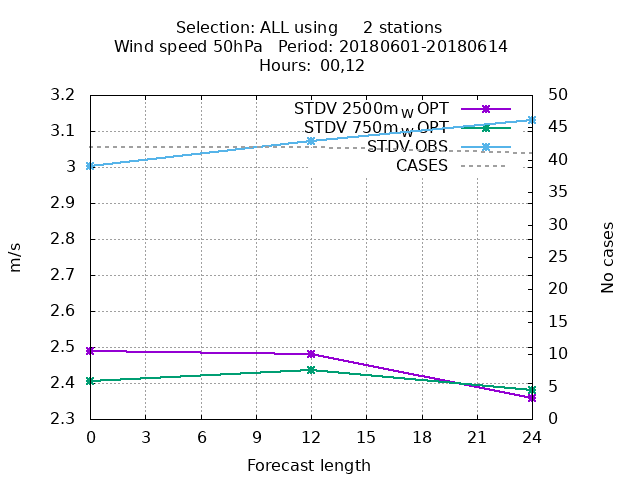 Selection: ALL using     2 stations
Wind speed 50hPa   Period: 20180601-20180614
Hours:  00,12
STDV 2500m_W OPT
STDV 750m_W OPT
STDV OBS
CASES
3.2
3.1
3
2.9
2.8
2.7
2.6
2.5
2.4
2.3
m/s
50
45
40
35
30
25
20
15
10
5
0
No cases
0 3 6 9 12 15 18 21 24
Forecast length